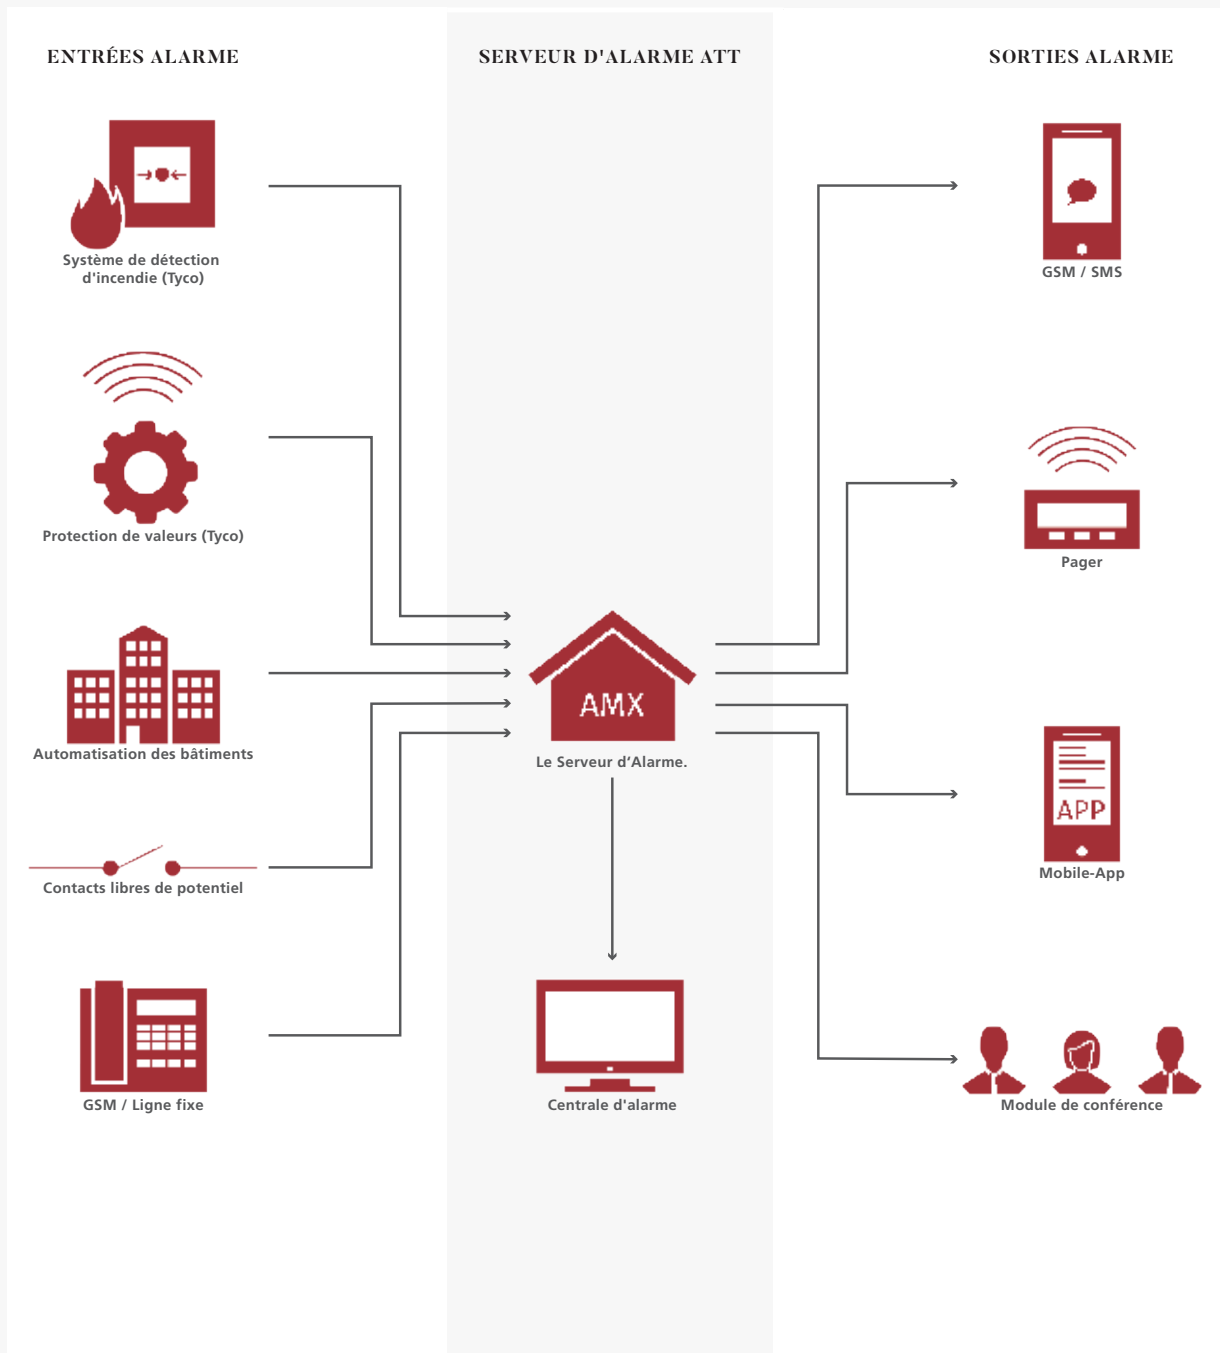 ENTRÉES ALARME
Système de détection
d'incendie (Tyco)
Protection de valeurs (Tyco)
Automatisation des bâtiments
Contacts libres de potentiel
GSM / Ligne fixe
SERVEUR D'ALARME ATT
AMX
Le Serveur d‘Alarme.
Centrale d'alarme
SORTIES ALARME
GSM / SMS
Pager
APP
Mobile-App
Module de conférence